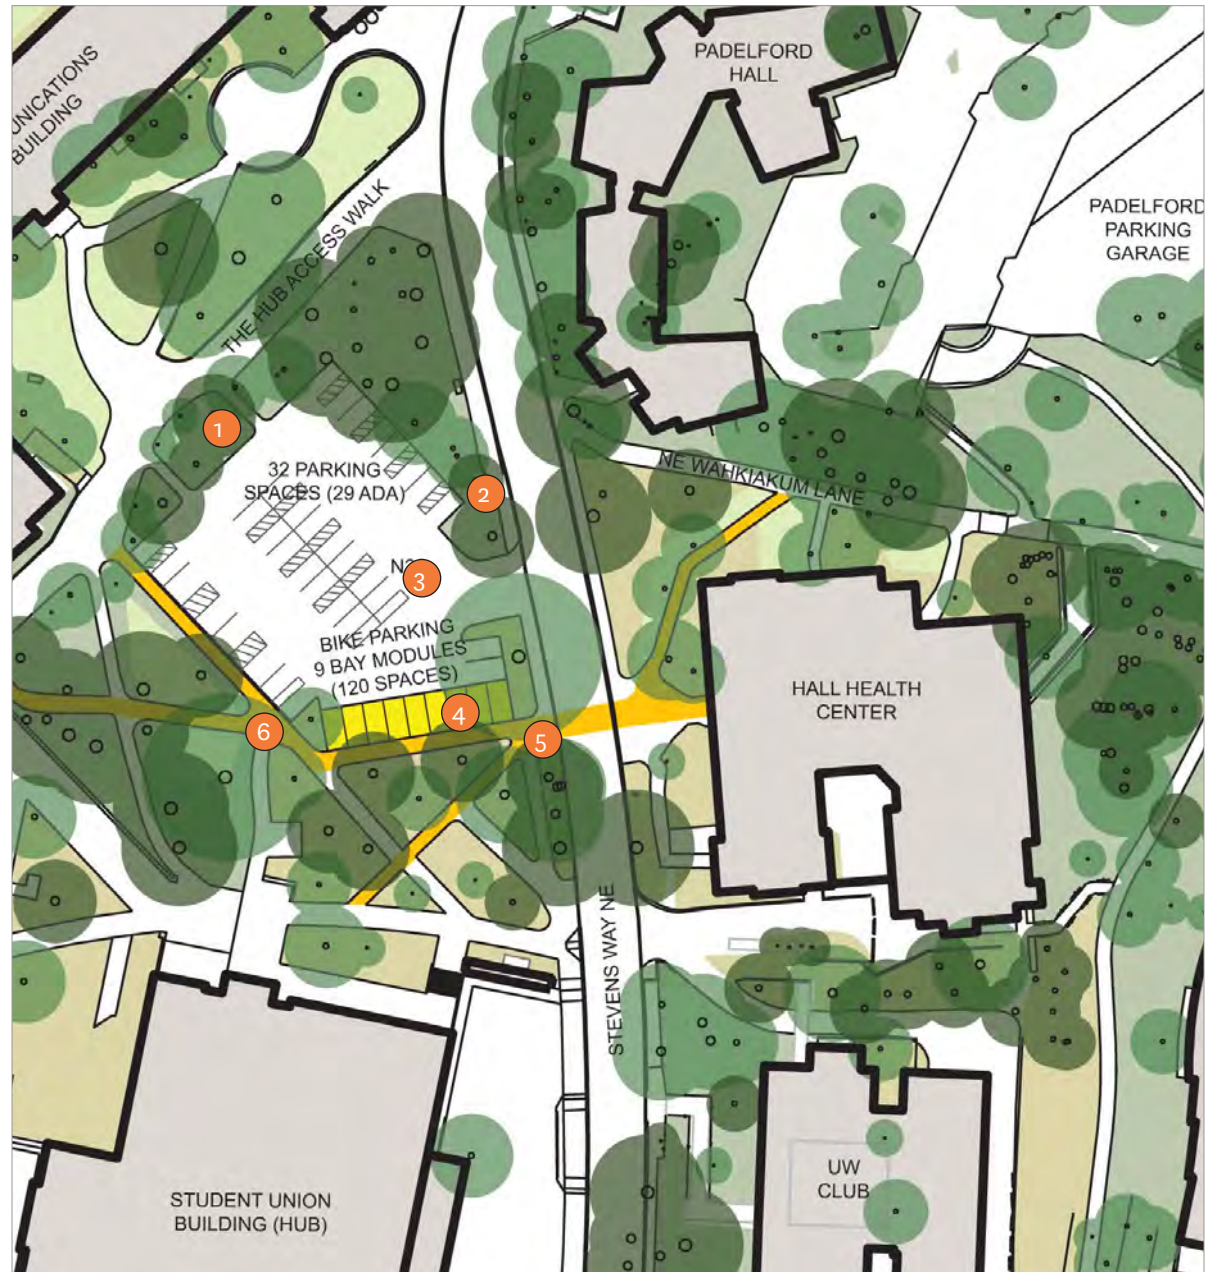 UNICATIONS
BUILDING
PADELFORD
HALL
PADELFORD
PARKING
GARAGE
THE HUB ACCESS WALK
1
32 PARKING
SPACES (29 ADA)
2
NE WAHKIAKUM LANE
3
BIKE PARKING
9 BAY MODULES
(120 SPACES)
4
HALL HEALTH
CENTER
6
5
STEVENS WAY NE
UW
CLUB
STUDENT UNION
BUILDING (HUB)